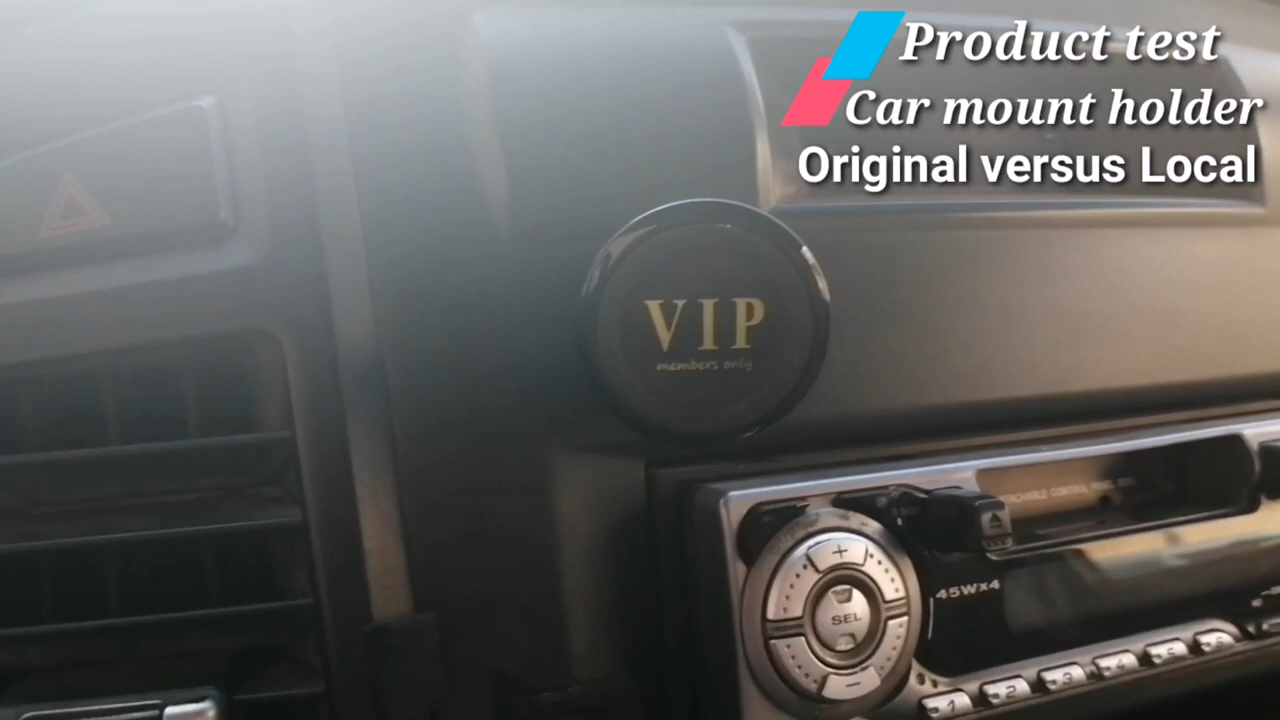 Product test
Car mount holder
Original versus Local
VIP
members only
45Wx4
+
SEL
-
1 2 3 4 5 6